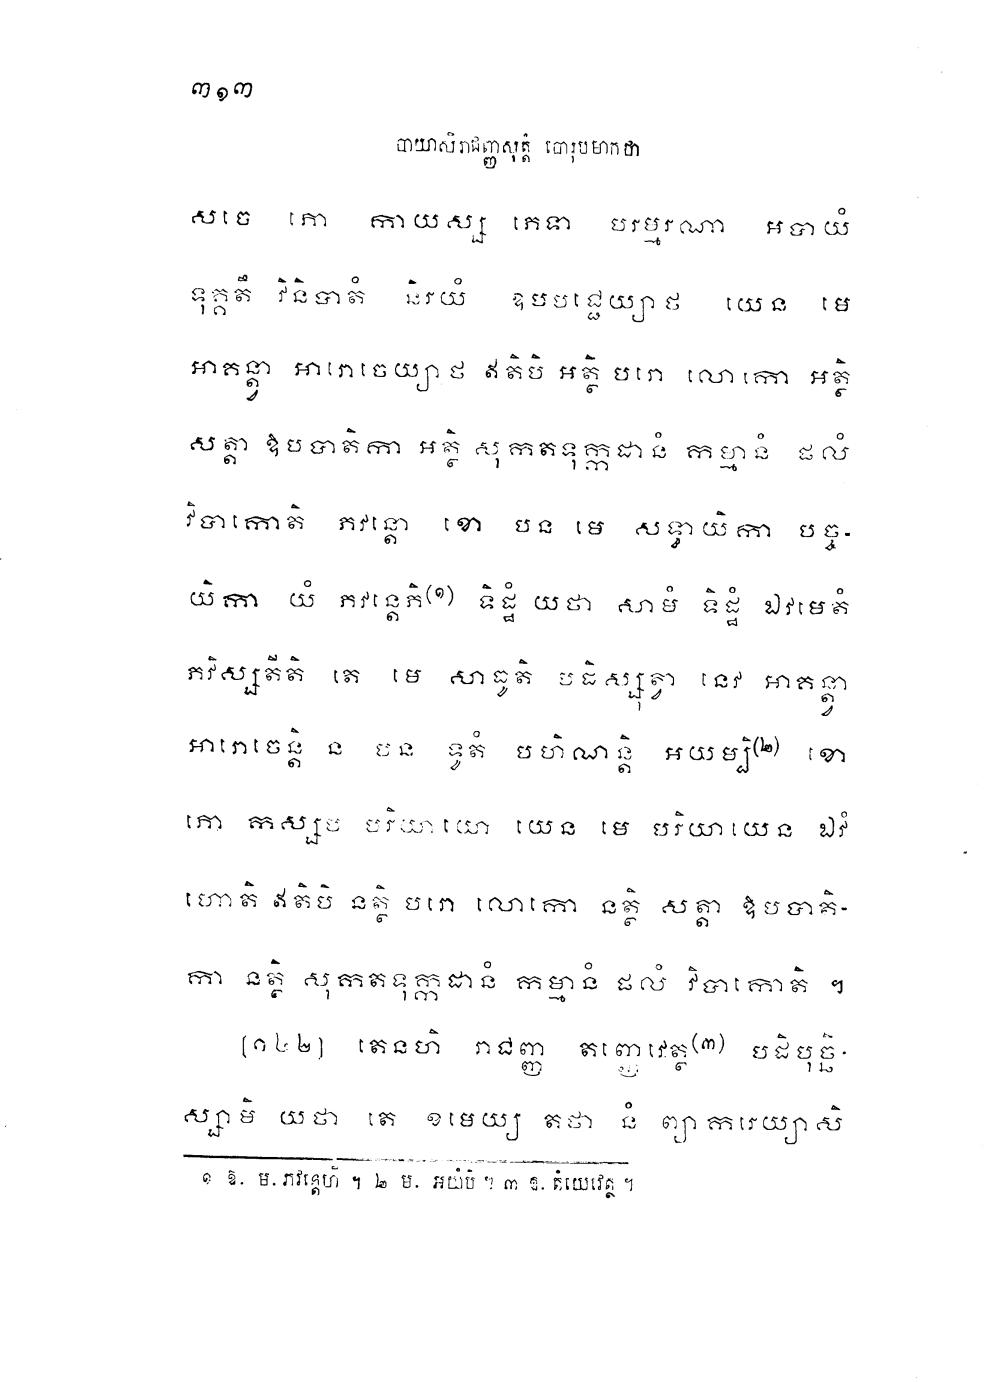 ៣១៣
បាយាសិរាជញ្ញសុត្តំ ចោរុបមាកថា
សចេ ភោ កាយស្ស ភេទា បរម្មរណា អបាយំ
ទុគ្គតឹ វិនិបាតំ និរយំ ឧបបជ្ជេយ្យាថ យេន មេ
អាគន្ត្វា អារោចេយ្យាថ ឥតិបិ អត្ថិ បរោ លោកោ អត្ថិ
សត្តា ឱបបាតិកា អត្ថិ សុកតទុក្កដានំ កម្មានំ ផលំ
វិបាកោតិ ភវន្តោ ខោ បន មេ សទ្ធាយិកា បច្ច-
យិកា យំ ភវន្តេភិ(១) ទិដ្ឋំ យថា សាមំ ទិដ្ឋំ ឯវមេតំ
ភវិស្សតីតិ តេ មេ សាធូតិ បដិស្សុត្វា នេវ អាគន្ត្វា
អារោចេន្តិ ន បន ទូតំ បហិណន្តិ អយម្បិ(២) ខោ
ភោ កស្សប បរិយាយោ យេន មេ បរិយាយេន ឯវំ
ហោតិ ឥតិបិ នត្ថិ បរោ លោកោ នត្ថិ សត្តា ឱបបាតិ-
កា នត្ថិ សុកតទុក្កដានំ កម្មានំ ផលំ វិបាកោតិ ។
[១៤២] តេនហិ រាជញ្ញ តញ្ញេវេត្ថ(៣) បដិបុច្ឆិ-
ស្សាមិ យថា តេ ខមេយ្យ តថា នំ ព្យាករេយ្យាសិ
១ ឱ. ម. ភវន្តេហិ ។ ២ ម. អយំបិ ។ ៣ ឱ. តំយេវេត្ថ ។